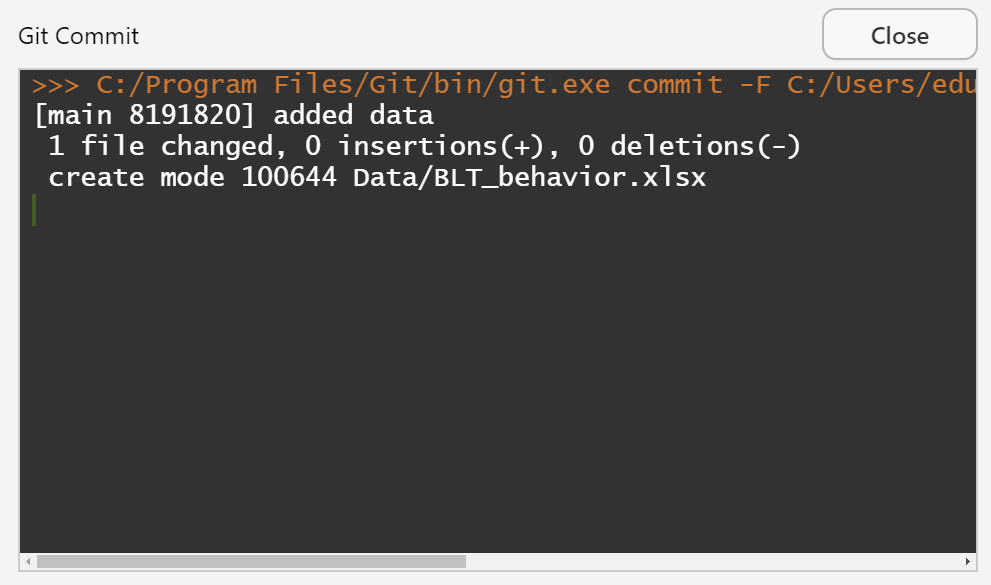 Git Commit
Close
>>> C:/Program Files/Git/bin/git.exe commit -F C:/Users/edu
[main 8191820] added data
1 file changed, 0 insertions(+), 0 deletions(-)
create mode 100644 Data/BLT_behavior.xlsx